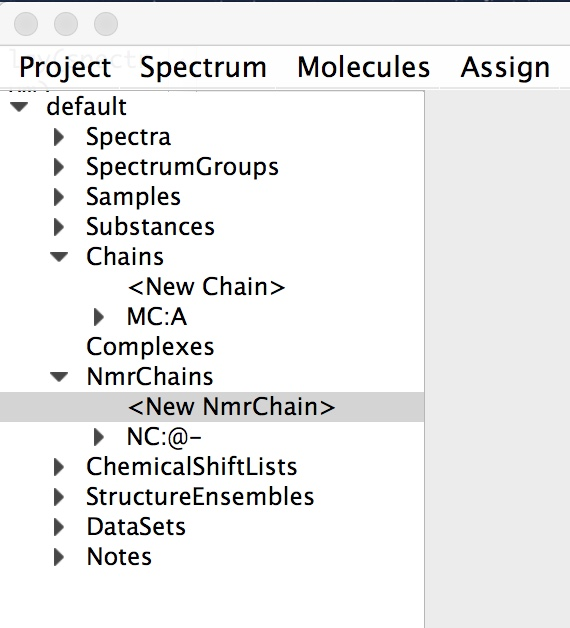 Project Spectrum Molecules Assign
default
Spectra
SpectrumGroups
Samples
Substances
Chains
<New Chain>
MC:A
Complexes
NmrChains
<New NmrChain>
NC:@-
ChemicalShiftLists
StructureEnsembles
DataSets
Notes